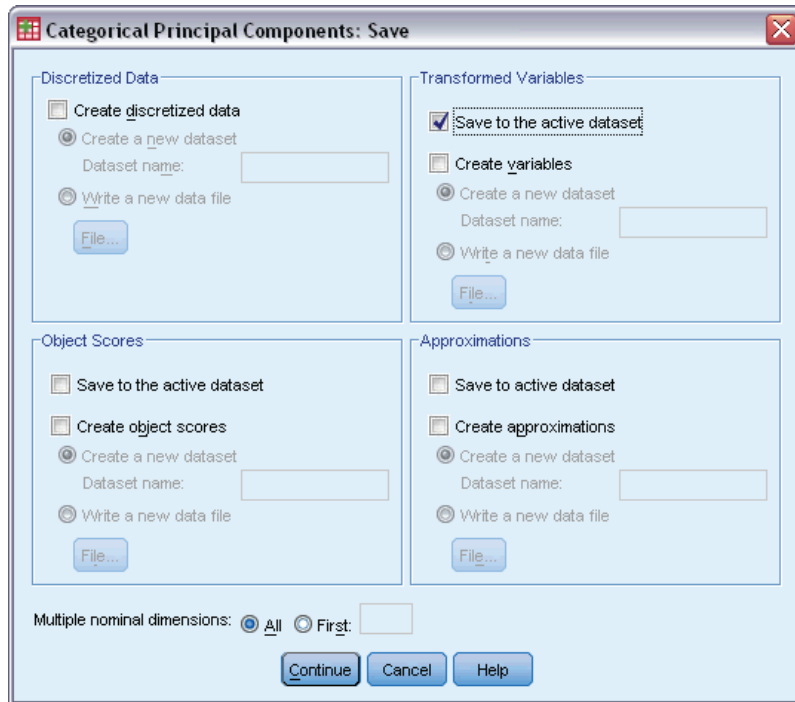 Categorical Principal Components: Save
Discretized Data
Create discretized data
Create a new dataset
Dataset name:
Write a new data file
File...
Transformed Variables
Save to the active dataset
Create variables
Create a new dataset
Dataset name:
Write a new data file
File...
Object Scores
Save to the active dataset
Create object scores
Create a new dataset
Dataset name:
Write a new data file
File...
Approximations
Save to active dataset
Create approximations
Create a new dataset
Dataset name:
Write a new data file
File...
Multiple nominal dimensions: All First:
Continue Cancel Help